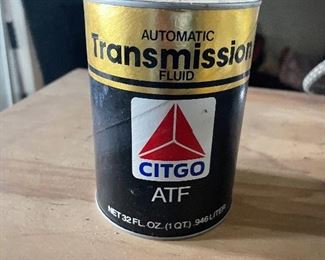 AUTOMATIC
Transmission
FLUID
CITGO
ATF
NET 32 FL. OZ. (1 QT.) .946 LITER